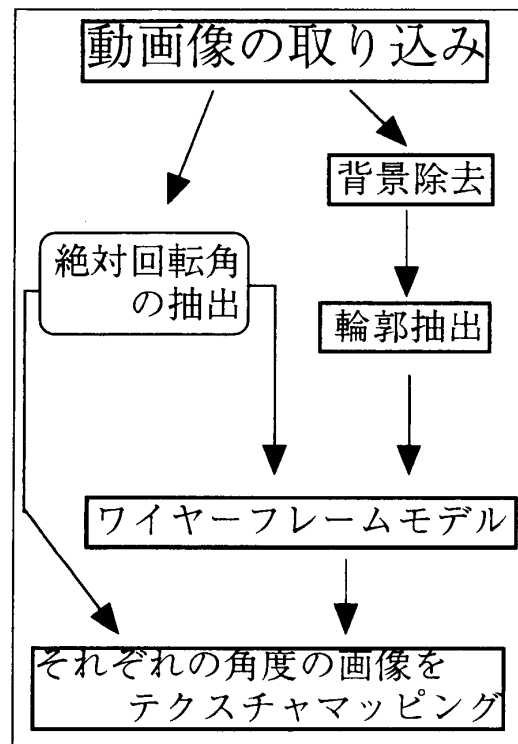 動画像の取り込み
背景除去
絶対回転角
の抽出
輪郭抽出
ワイヤーフレームモデル
それぞれの角度の画像を
テクスチャマッピング